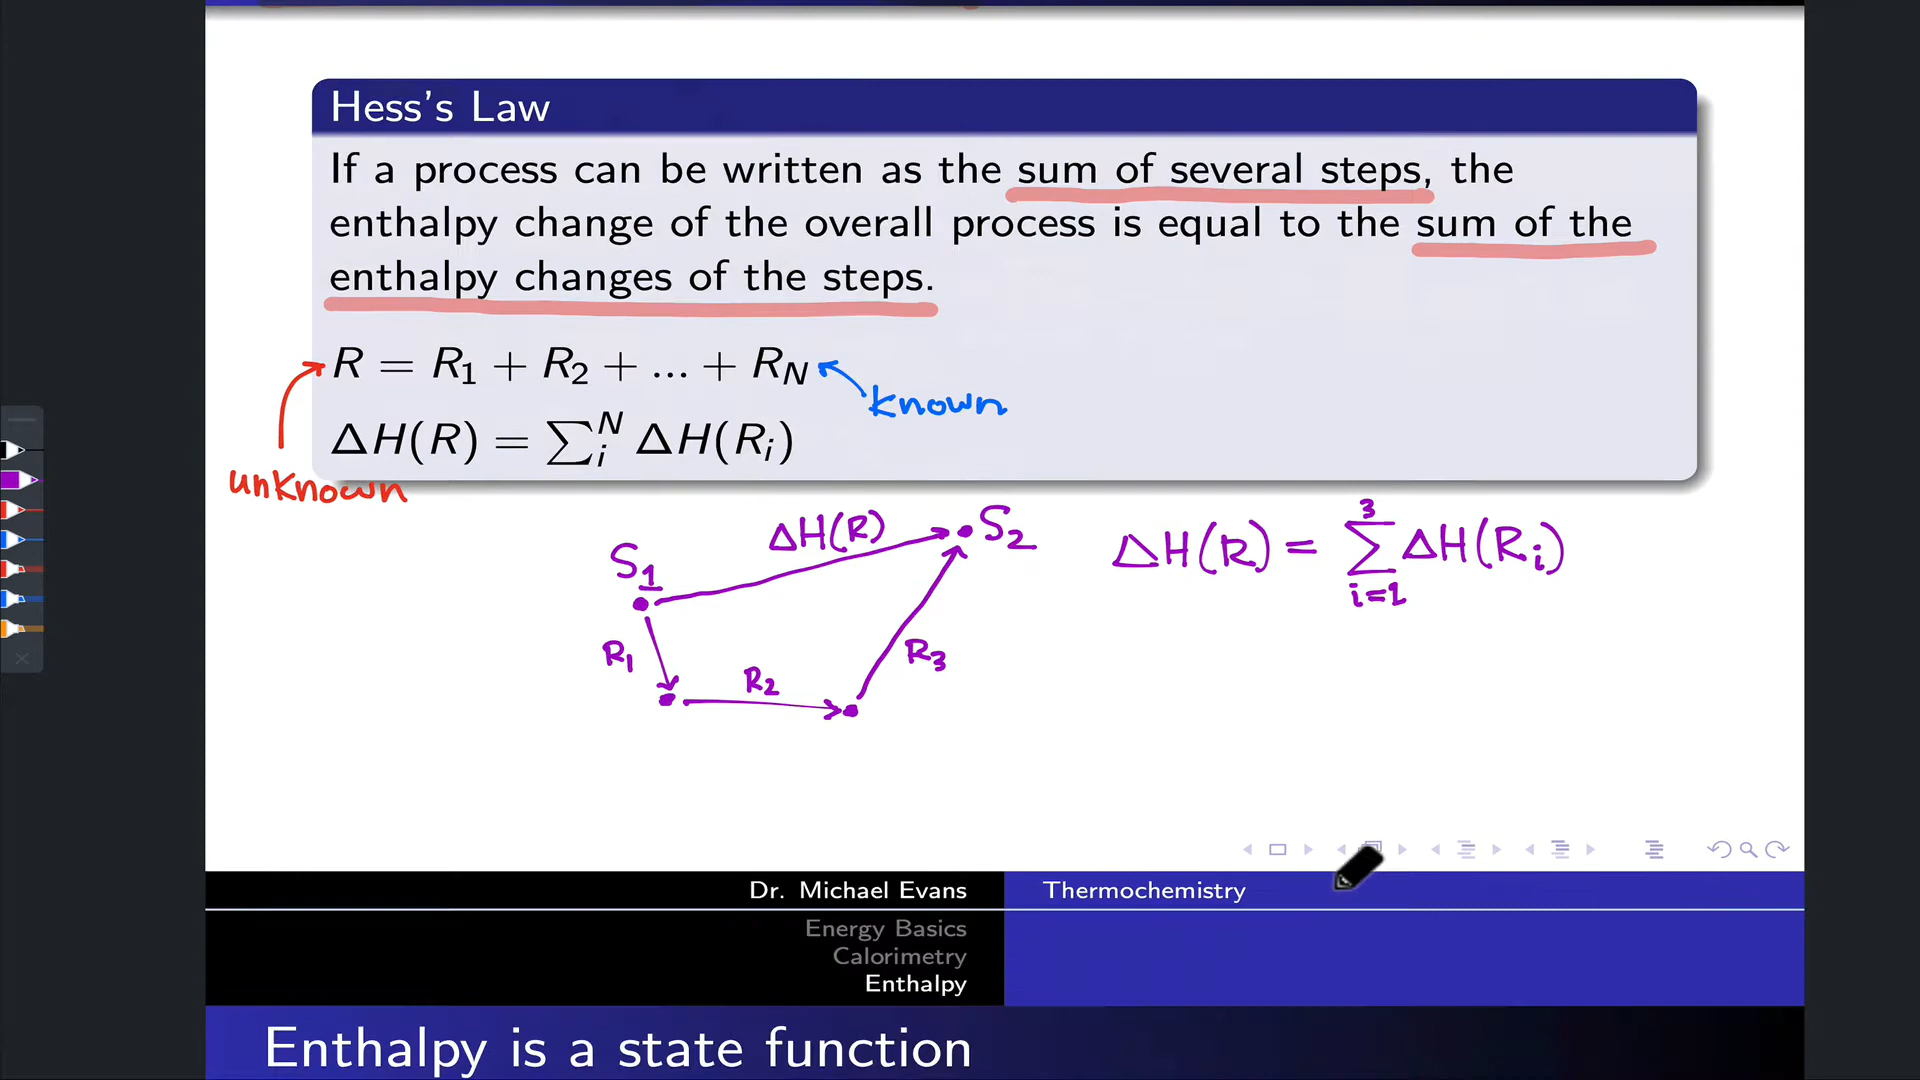 Hess's Law
If a process can be written as the sum of several steps, the
enthalpy change of the overall process is equal to the sum of the
enthalpy changes of the steps.
R = R₁ + R₂ + ... + R_N
known
ΔH(R) = ∑ᵢᴺ ΔH(Rᵢ)
unknown
ΔH(R)
S₂
S₁
R₁
R₂
R₃
ΔH(R) = ∑_{i=1}^{3} ΔH(Rᵢ)
Dr. Michael Evans
Thermochemistry
Energy Basics
Calorimetry
Enthalpy
Enthalpy is a state function